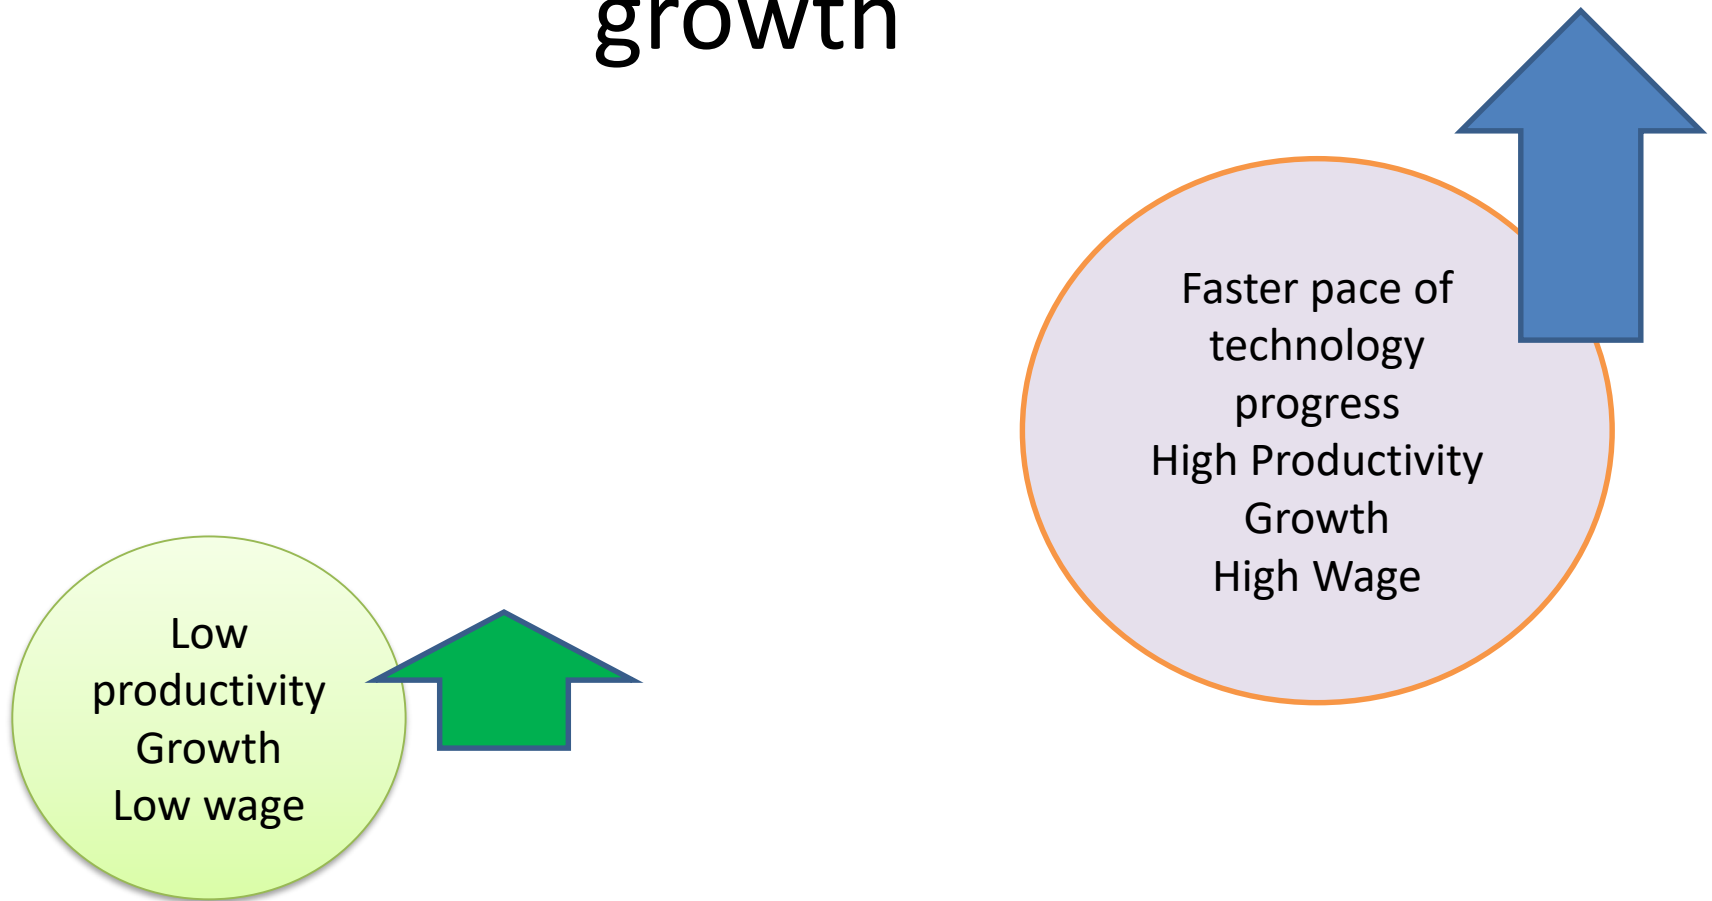 growth
Faster pace of
technology
progress
High Productivity
Growth
High Wage
Low
productivity
Growth
Low wage